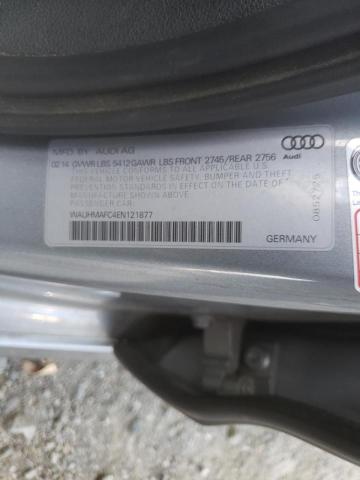 MFD. BY AUDI AG
02 14 GVWR LBS 5412 GAWR LBS FRONT 2745/REAR 2756
THIS VEHICLE CONFORMS TO ALL APPLICABLE U.S.
FEDERAL MOTOR VEHICLE SAFETY, BUMPER AND THEFT
PREVENTION STANDARDS IN EFFECT ON THE DATE OF
MANUFACTURE SHOWN ABOVE.
PASSENGER CAR:
WAUHMAFC4EN121877
GERMANY
Audi